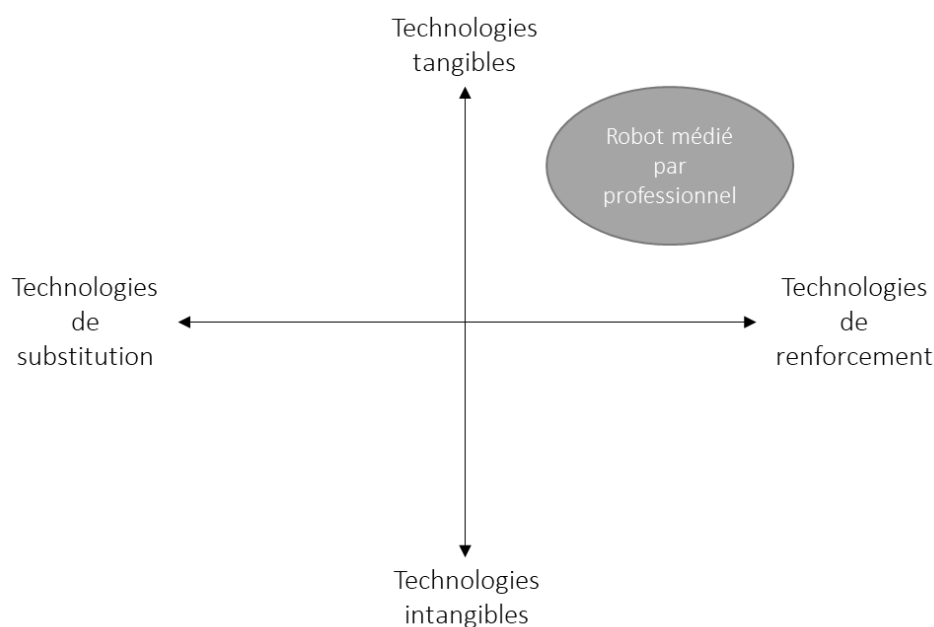 Technologies
tangibles
Robot médié
par
professionnel
Technologies
de
substitution
Technologies
de
renforcement
Technologies
intangibles